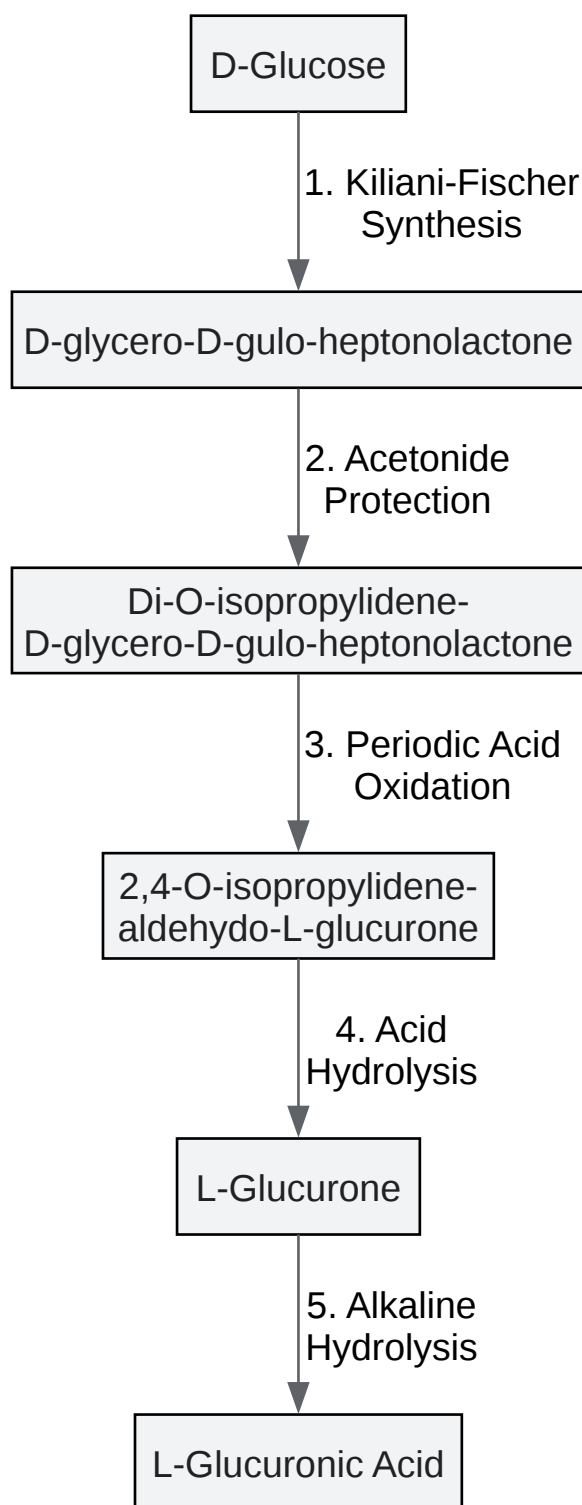 D-Glucose
1. Kiliani-Fischer
Synthesis
D-glycero-D-gulo-heptonolactone
2. Acetonide
Protection
Di-O-isopropylidene-
D-glycero-D-gulo-heptonolactone
3. Periodic Acid
Oxidation
2,4-O-isopropylidene-
aldehydo-L-glucurone
4. Acid
Hydrolysis
L-Glucurone
5. Alkaline
Hydrolysis
L-Glucuronic Acid